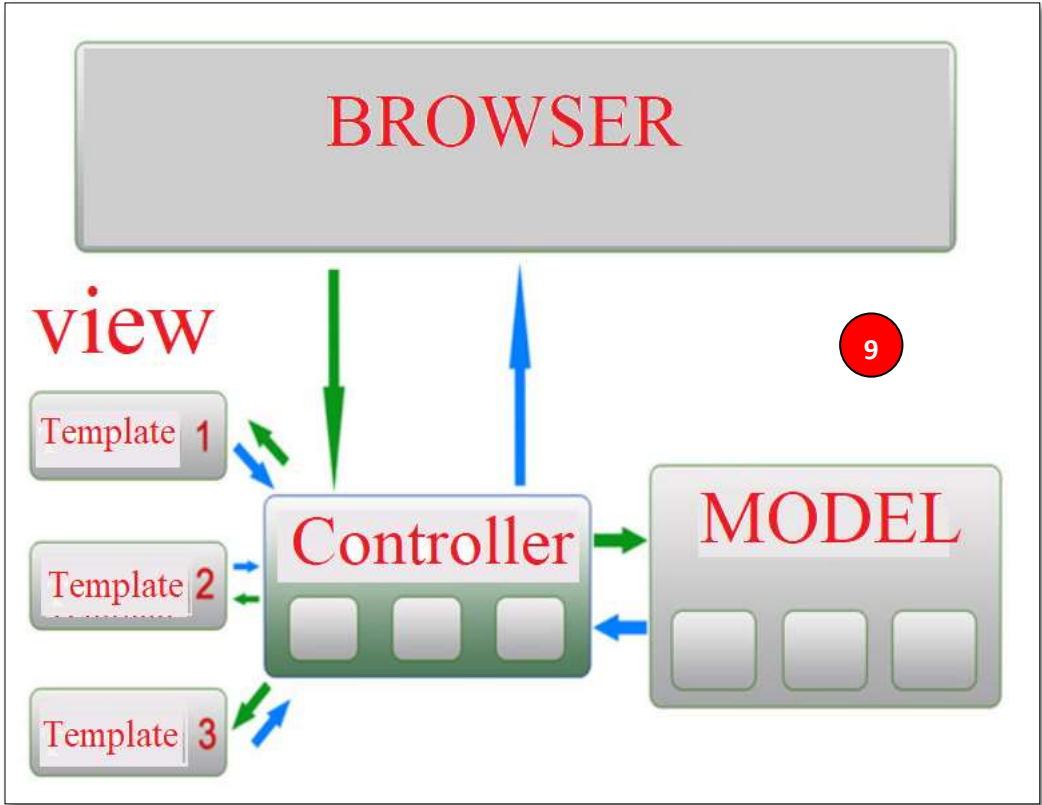 BROWSER
view
9
Template 1
Controller
MODEL
Template 2
Template 3